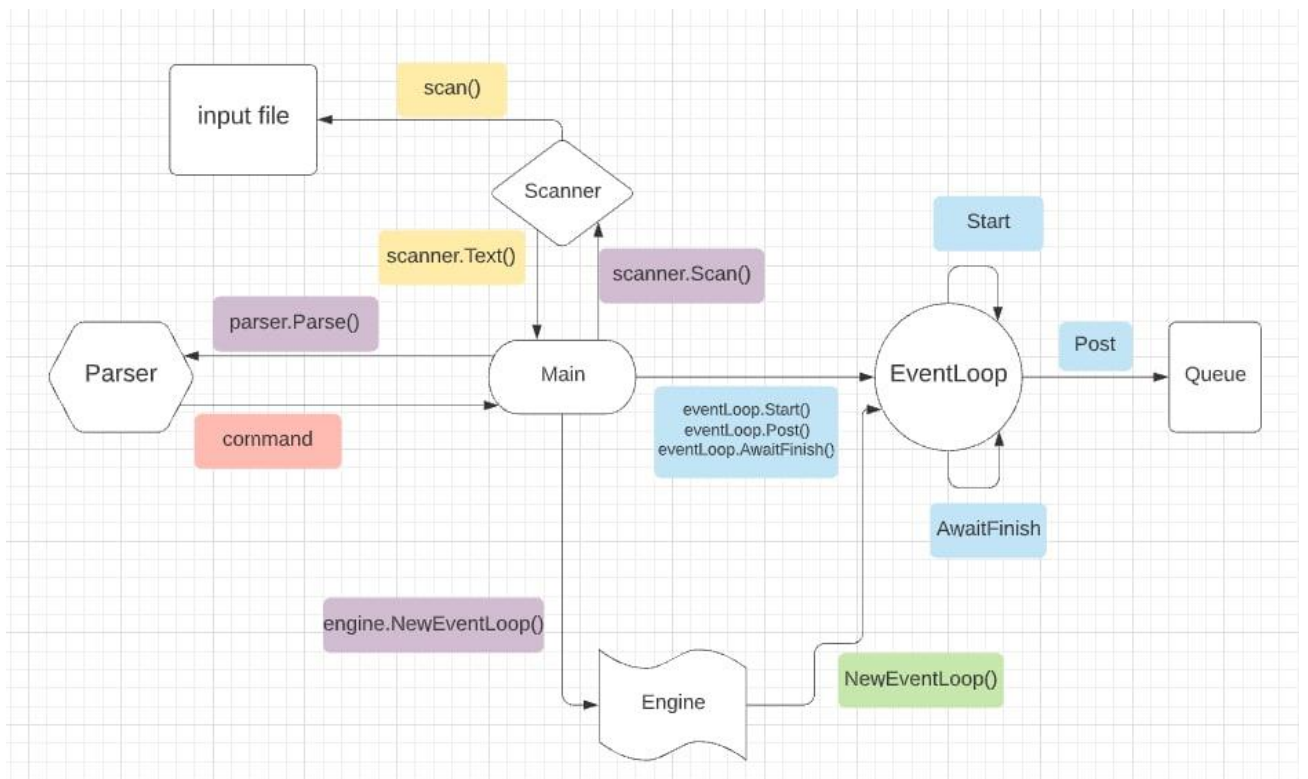 scan()
input file
Scanner
scanner.Text()
scanner.Scan()
Start
parser.Parse()
Post
Parser
Main
EventLoop
Queue
eventLoop.Start()
eventLoop.Post()
eventLoop.AwaitFinish()
command
AwaitFinish
engine.NewEventLoop()
NewEventLoop()
Engine